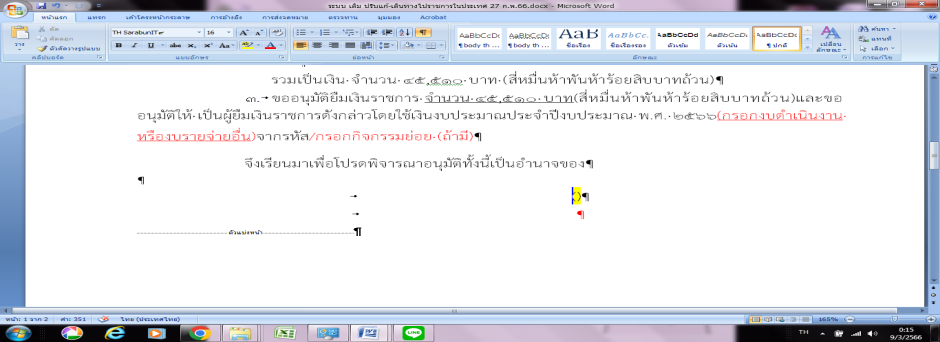 ระบบ เดิม ปรับแก้-เดินทางไปราชการในประเทศ 27 ก.พ.66.docx - Microsoft Word
หน้าแรก แทรก เค้าโครงหน้ากระดาษ การอ้างอิง การส่งจดหมาย ตรวจทาน มุมมอง Acrobat
วาง
ตัด
คัดลอก
ตัวคัดวางรูปแบบ
คลิปบอร์ด
TH SarabunIT๙ 16
แบบอักษร
ย่อหน้า
AaBbCcDc AaBbCcDc AaB AaBbCc. AaBbCcDc AaBbCcDc AaBbCcDc
¶ body th ... ¶ body th ... ชื่อเรื่อง ชื่อเรื่องรอง ตัวเข้ม ตัวเน้น ¶ ปกติ
เปลี่ยนลักษณะ
ลักษณะ
ค้นหา
แทนที่
เลือก
การแก้ไข
รวมเป็นเงิน จำนวน ๔๕,๕๑๐ บาท (สี่หมื่นห้าพันห้าร้อยสิบบาทถ้วน)¶
๓. ขออนุมัติยืมเงินราชการ จำนวน ๔๕,๕๑๐ บาท(สี่หมื่นห้าพันห้าร้อยสิบบาทถ้วน)และขอ
อนุมัติให้ เป็นผู้ยืมเงินราชการดังกล่าวโดยใช้เงินงบประมาณประจำปีงบประมาณ พ.ศ. ๒๕๖๖(กรอกงบดำเนินงาน
หรืองบรายจ่ายอื่น)จากรหัส/กรอกกิจกรรมย่อย (ถ้ามี)¶
จึงเรียนมาเพื่อโปรดพิจารณาอนุมัติทั้งนี้เป็นอำนาจของ¶
¶
()¶
¶
ตัวแบ่งหน้า¶
หน้า: 1 จาก 2 คำ: 351 ไทย (ประเทศไทย) 165%
TH 0:15
9/3/2566